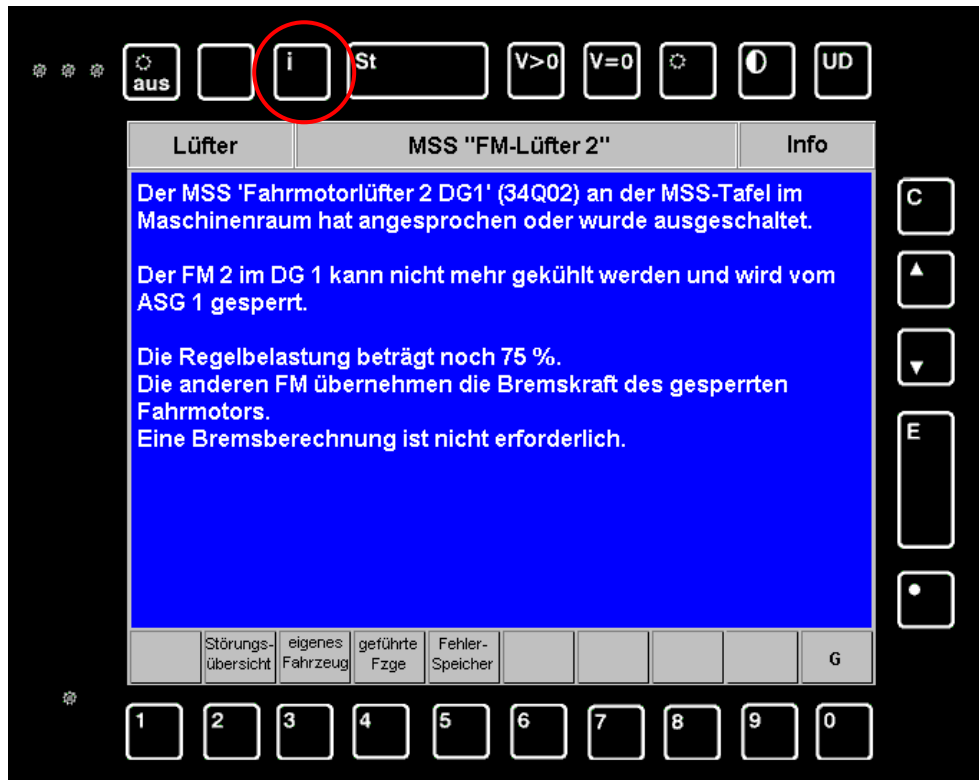 aus
i
St
V>0
V=0
UD
Lüfter
MSS "FM-Lüfter 2"
Info
Der MSS 'Fahrmotorlüfter 2 DG1' (34Q02) an der MSS-Tafel im
Maschinenraum hat angesprochen oder wurde ausgeschaltet.
Der FM 2 im DG 1 kann nicht mehr gekühlt werden und wird vom
ASG 1 gesperrt.
Die Regelbelastung beträgt noch 75 %.
Die anderen FM übernehmen die Bremskraft des gesperrten
Fahrmotors.
Eine Bremsberechnung ist nicht erforderlich.
C
E
Störungs-
übersicht
eigenes
Fahrzeug
geführte
Fzge
Fehler-
Speicher
G
1
2
3
4
5
6
7
8
9
0